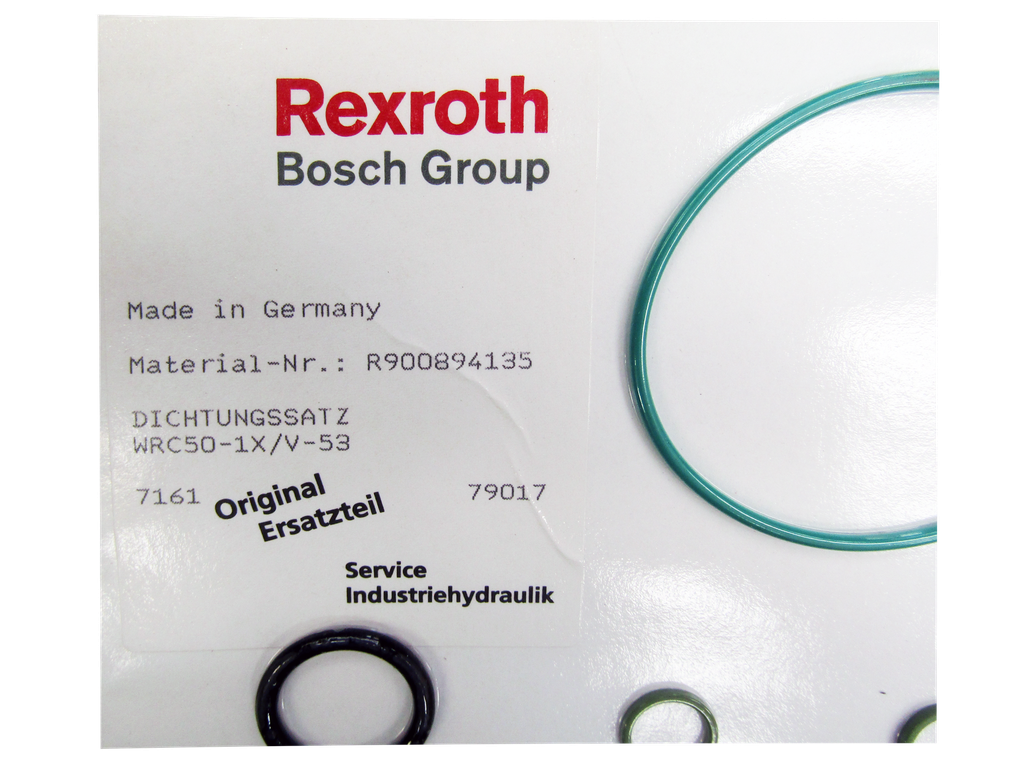 Rexroth
Bosch Group
Made in Germany
Material-Nr.: R900894135
DICHTUNGSSATZ
WRC50-1X/V-53
7161 79017
Original
Ersatzteil
Service
Industriehydraulik